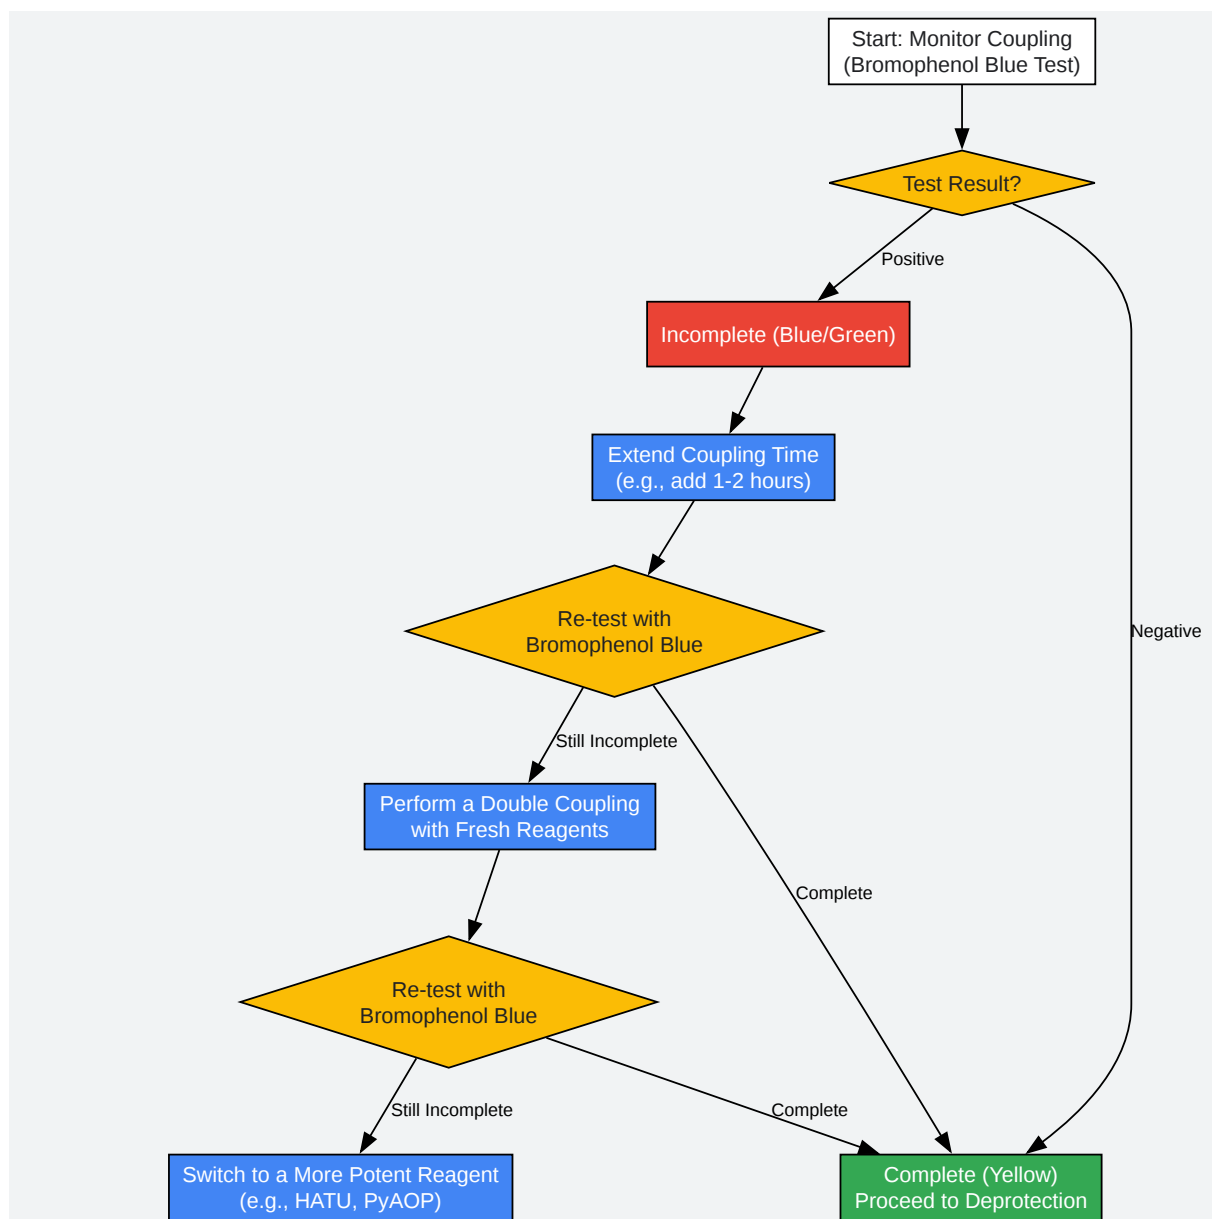 Start: Monitor Coupling
(Bromophenol Blue Test)
Test Result?
Positive
Incomplete (Blue/Green)
Extend Coupling Time
(e.g., add 1-2 hours)
Re-test with
Bromophenol Blue
Negative
Still Incomplete
Perform a Double Coupling
with Fresh Reagents
Complete
Re-test with
Bromophenol Blue
Still Incomplete
Complete
Switch to a More Potent Reagent
(e.g., HATU, PyAOP)
Complete (Yellow)
Proceed to Deprotection